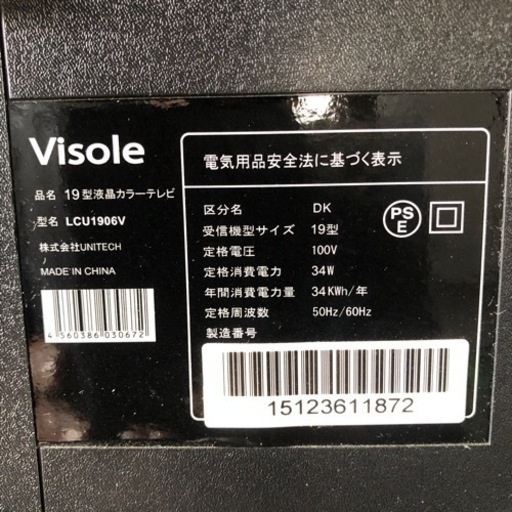 Visole
品名 19型液晶カラーテレビ
型名 LCU1906V
株式会社UNITECH
MADE IN CHINA
4 560386 030672
電気用品安全法に基づく表示
区分名 DK
受信機型サイズ 19型
定格電圧 100V
定格消費電力 34W
年間消費電力量 34KWh/年
定格周波数 50Hz/60Hz
製造番号
PS
E
15123611872